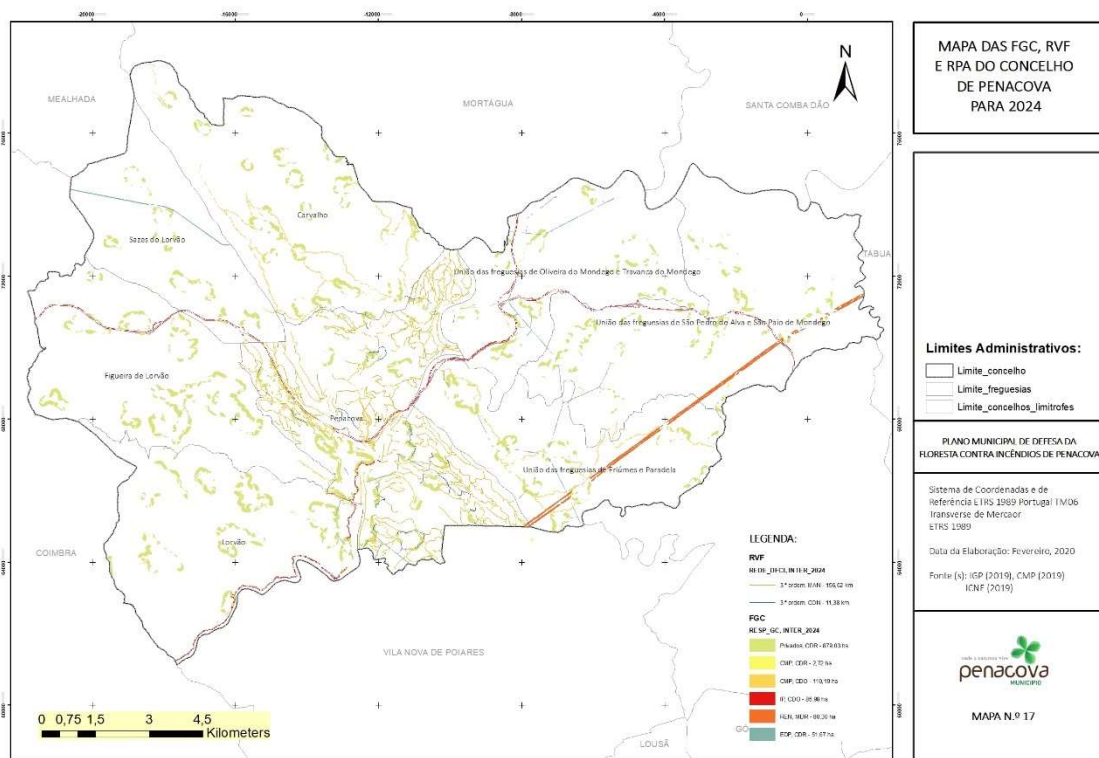 MAPA DAS FGC, RVF
E RPA DO CONCELHO
DE PENACOVA
PARA 2024
N
MEALHADA
MORTÁGUA
SANTA COMBA DÃO
TÁBUA
Carvalho
Sazes do Lorvão
União das freguesias de Oliveira do Mondego e Travanca do Mondego
União das freguesias de São Pedro de Alva e São Paio de Mondego
Figueira de Lorvão
Penacova
União das freguesias de Friúmes e Paradela
Lorvão
COIMBRA
VILA NOVA DE POIARES
LOUSÃ
0 0,75 1,5 3 4,5
Kilometers
LEGENDA:
RVF
REDE_DFCI, INTER_2024
FGC
RESP_GC, INTER_2024
Limites Administrativos:
Limite_concelho
Limite_freguesias
Limite_concelhos_limitrofes
PLANO MUNICIPAL DE DEFESA DA
FLORESTA CONTRA INCÊNDIOS DE PENACOVA
Sistema de Coordenadas e de
Referência ETRS 1989 Portugal TM06
Transverse de Mercaor
ETRS 1989
Data da Elaboração: Fevereiro, 2020
Fonte (s): IGP (2019), CMP (2019)
ICNF (2019)
penacova
MUNICÍPIO
MAPA N.º 17